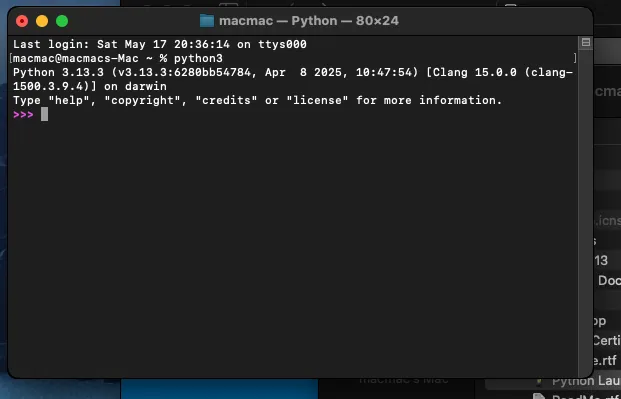 macmac — Python — 80×24
Last login: Sat May 17 20:36:14 on ttys000
[macmac@macmacs-Mac ~ % python3 ]
Python 3.13.3 (v3.13.3:6280bb54784, Apr  8 2025, 10:47:54) [Clang 15.0.0 (clang-
1500.3.9.4)] on darwin
Type "help", "copyright", "credits" or "license" for more information.
>>>
.icns
13
Doc
op
Certi
e.rtf
macmac's Mac
Python Lau
ReadMe.rtf